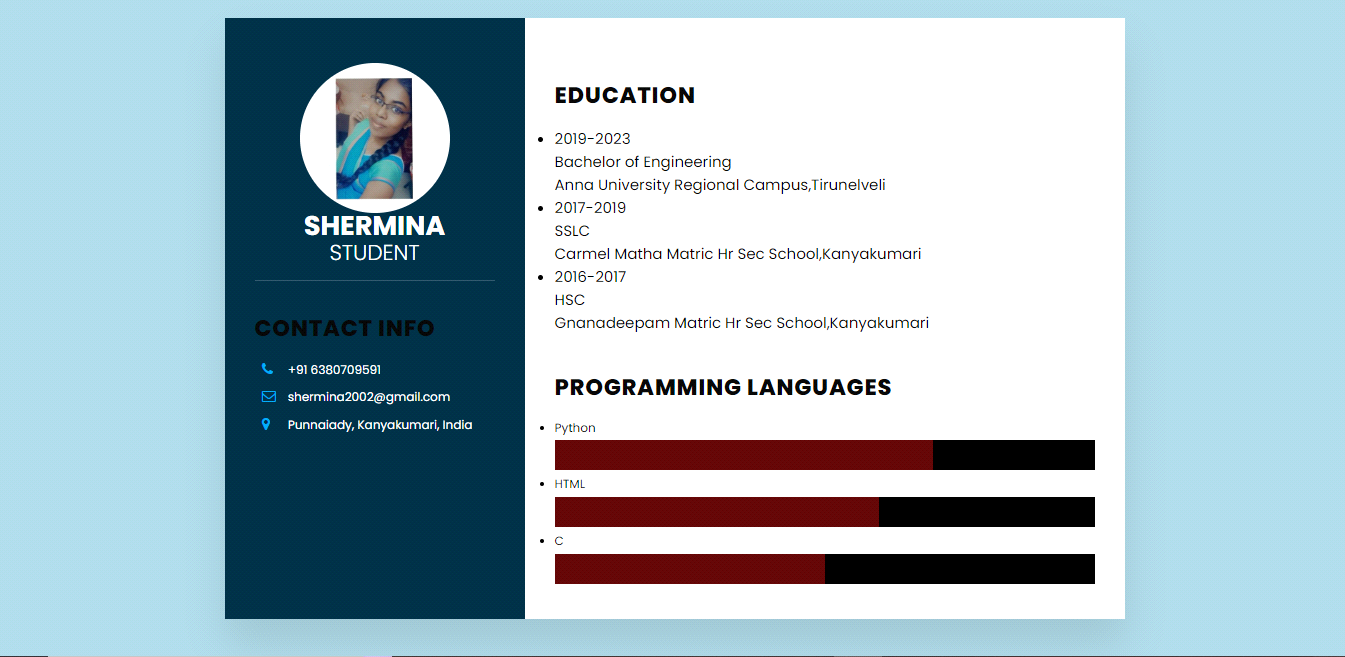 SHERMINA
STUDENT
CONTACT INFO
+91 6380709591
shermina2002@gmail.com
Punnaiady, Kanyakumari, India
EDUCATION
2019-2023
Bachelor of Engineering
Anna University Regional Campus,Tirunelveli
2017-2019
SSLC
Carmel Matha Matric Hr Sec School,Kanyakumari
2016-2017
HSC
Gnanadeepam Matric Hr Sec School,Kanyakumari
PROGRAMMING LANGUAGES
Python
HTML
C